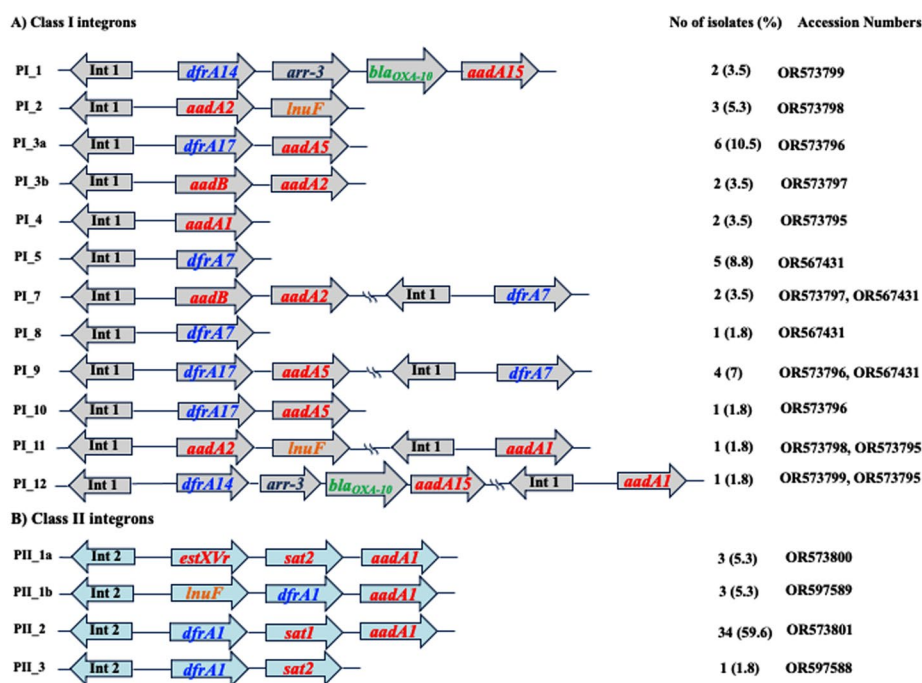 A) Class I integrons No of isolates (%) Accession Numbers
PI_1 Int 1 dfrA14 arr-3 blaOXA-10 aadA15 2 (3.5) OR573799
PI_2 Int 1 aadA2 lnuF 3 (5.3) OR573798
PI_3a Int 1 dfrA17 aadA5 6 (10.5) OR573796
PI_3b Int 1 aadB aadA2 2 (3.5) OR573797
PI_4 Int 1 aadA1 2 (3.5) OR573795
PI_5 Int 1 dfrA7 5 (8.8) OR567431
PI_7 Int 1 aadB aadA2 Int 1 dfrA7 2 (3.5) OR573797, OR567431
PI_8 Int 1 dfrA7 1 (1.8) OR567431
PI_9 Int 1 dfrA17 aadA5 Int 1 dfrA7 4 (7) OR573796, OR567431
PI_10 Int 1 dfrA17 aadA5 1 (1.8) OR573796
PI_11 Int 1 aadA2 lnuF Int 1 aadA1 1 (1.8) OR573798, OR573795
PI_12 Int 1 dfrA14 arr-3 blaOXA-10 aadA15 Int 1 aadA1 1 (1.8) OR573799, OR573795
B) Class II integrons
PII_1a Int 2 estXVr sat2 aadA1 3 (5.3) OR573800
PII_1b Int 2 lnuF dfrA1 aadA1 3 (5.3) OR597589
PII_2 Int 2 dfrA1 sat1 aadA1 34 (59.6) OR573801
PII_3 Int 2 dfrA1 sat2 1 (1.8) OR597588